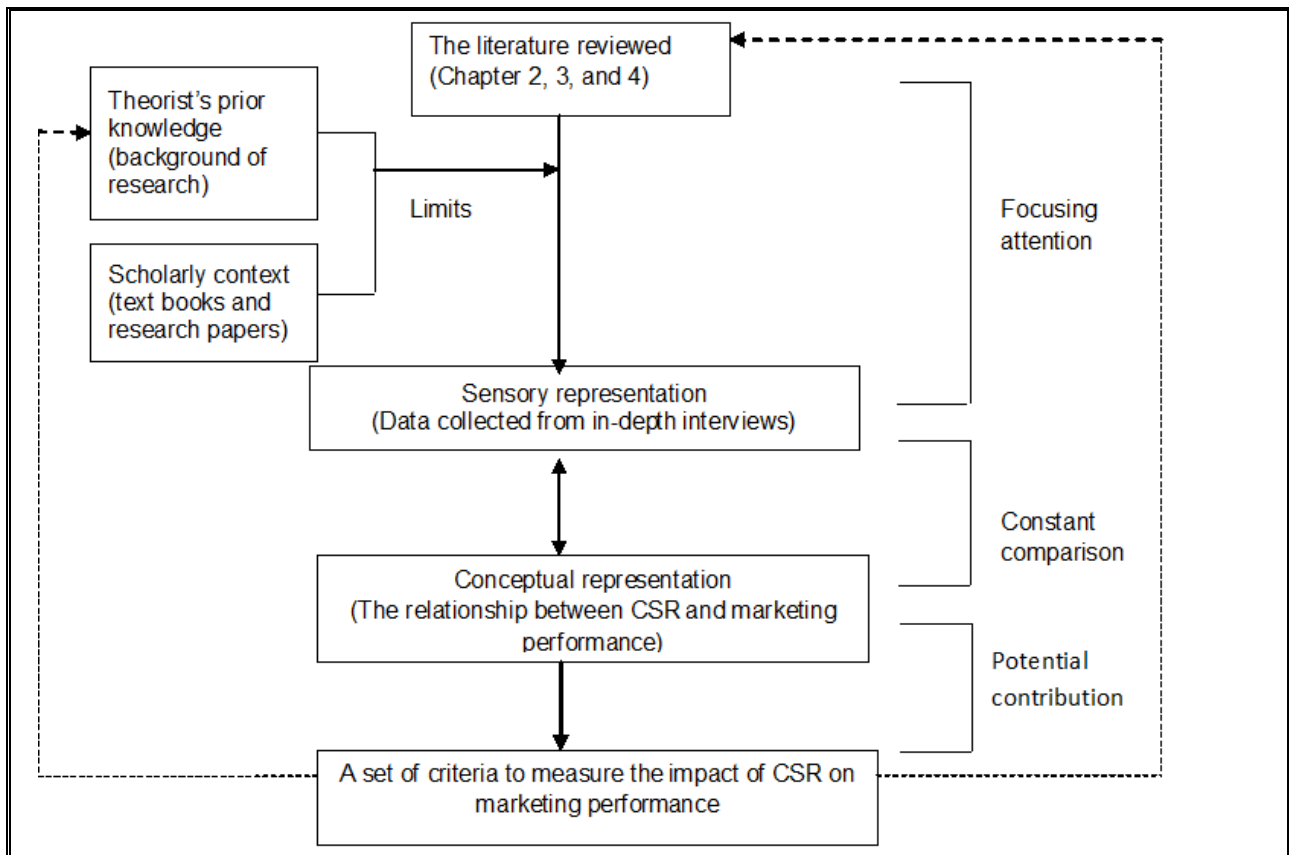 The literature reviewed
(Chapter 2, 3, and 4)
Theorist’s prior
knowledge
(background of
research)
Limits
Scholarly context
(text books and
research papers)
Focusing
attention
Sensory representation
(Data collected from in-depth interviews)
Constant
comparison
Conceptual representation
(The relationship between CSR and marketing
performance)
Potential
contribution
A set of criteria to measure the impact of CSR on
marketing performance